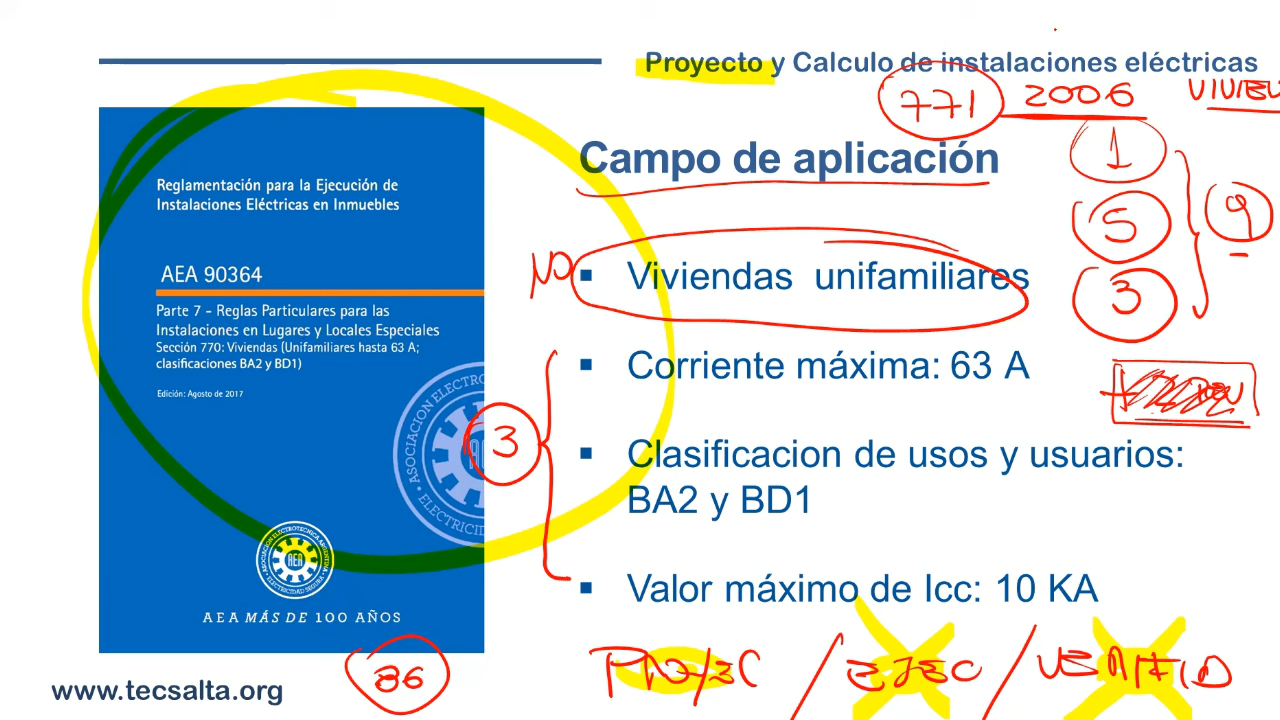 Proyecto y Calculo de instalaciones eléctricas
771 2006
Campo de aplicación
1
5
9
3
NO
Viviendas unifamiliares
Corriente máxima: 63 A
Clasificacion de usos y usuarios:
BA2 y BD1
3
Valor máximo de Icc: 10 KA
Reglamentación para la Ejecución de
Instalaciones Eléctricas en Inmuebles
AEA 90364
Parte 7 - Reglas Particulares para las
Instalaciones en Lugares y Locales Especiales
Sección 770: Viviendas (Unifamiliares hasta 63 A;
clasificaciones BA2 y BD1)
Edición: Agosto de 2017
ASOCIACION ELECTROTECNICA ARGENTINA
AEA
AEA MÁS DE 100 AÑOS
86
www.tecsalta.org